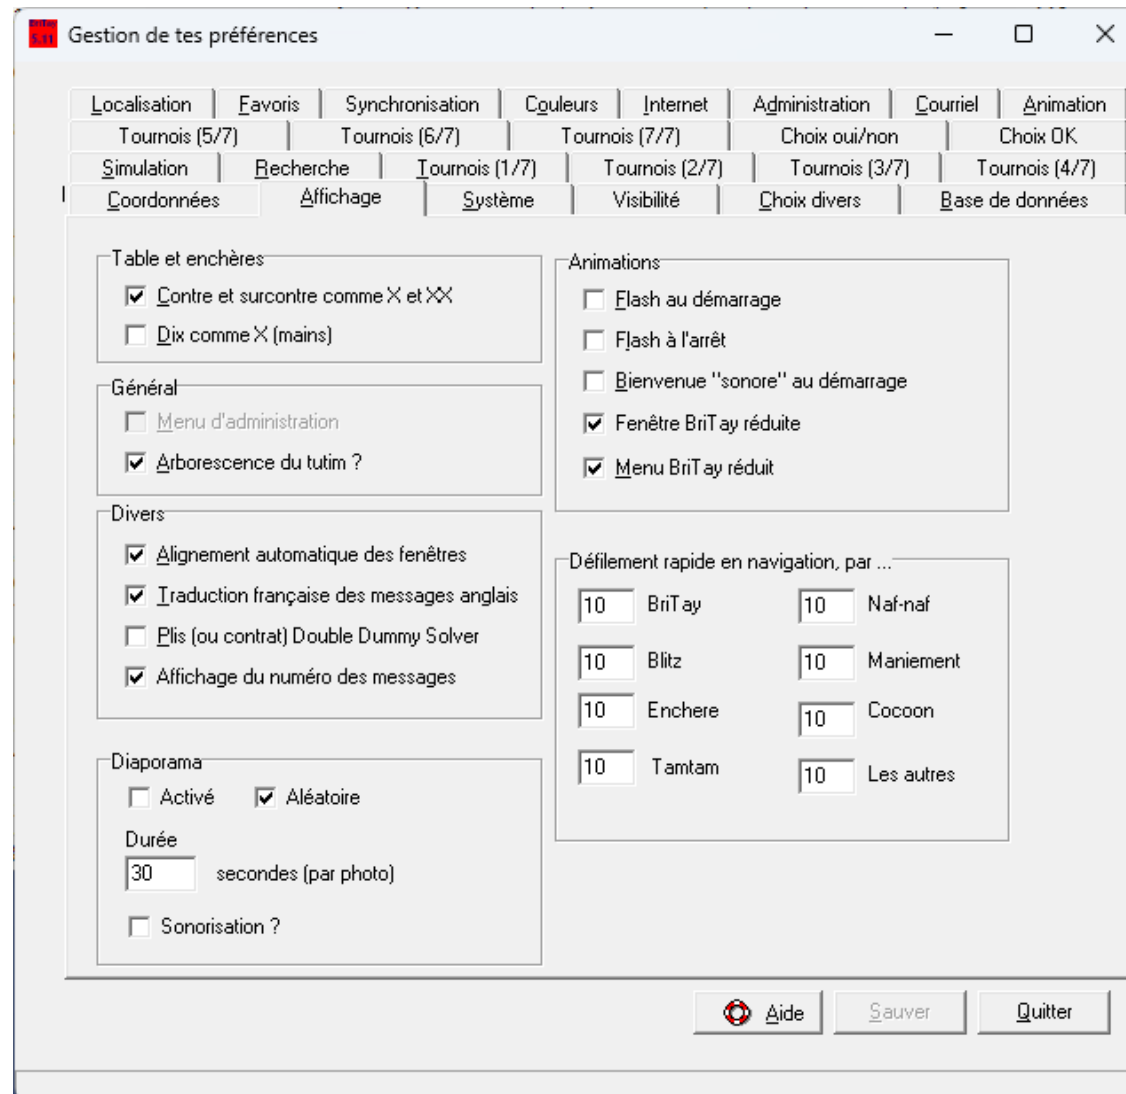 BriTay
5.11
Gestion de tes préférences
Localisation Favoris Synchronisation Couleurs Internet Administration Courriel Animation
Tournois (5/7) Tournois (6/7) Tournois (7/7) Choix oui/non Choix OK
Simulation Recherche Tournois (1/7) Tournois (2/7) Tournois (3/7) Tournois (4/7)
Coordonnées Affichage Système Visibilité Choix divers Base de données
Table et enchères
Contre et surcontre comme X et XX
Dix comme X (mains)
Général
Menu d'administration
Arborescence du tutim ?
Divers
Alignement automatique des fenêtres
Traduction française des messages anglais
Plis (ou contrat) Double Dummy Solver
Affichage du numéro des messages
Diaporama
Activé Aléatoire
Durée
30 secondes (par photo)
Sonorisation ?
Animations
Flash au démarrage
Flash à l'arrêt
Bienvenue "sonore" au démarrage
Fenêtre BriTay réduite
Menu BriTay réduit
Défilement rapide en navigation, par ...
10 BriTay 10 Naf-naf
10 Blitz 10 Maniement
10 Enchere 10 Cocoon
10 Tamtam 10 Les autres
Aide Sauver Quitter